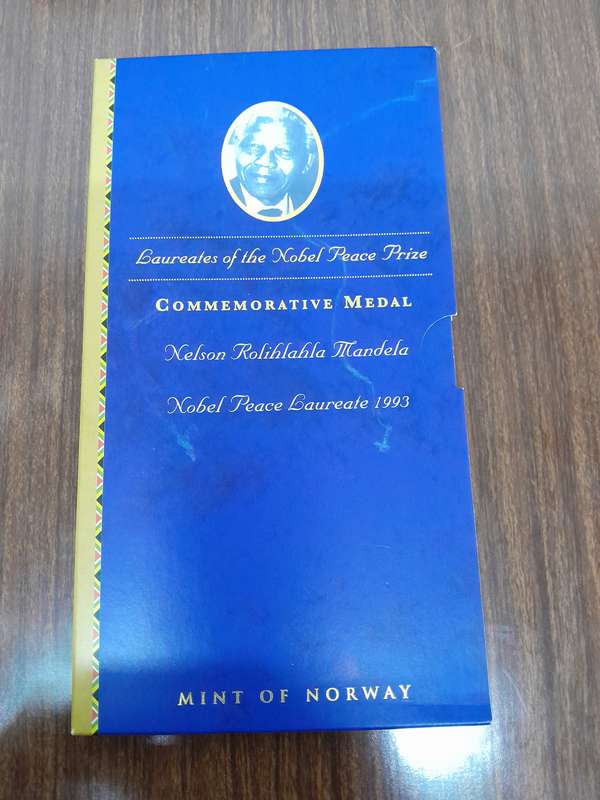 Laureates of the Nobel Peace Prize
COMMEMORATIVE MEDAL
Nelson Rolihlahla Mandela
Nobel Peace Laureate 1993
MINT OF NORWAY